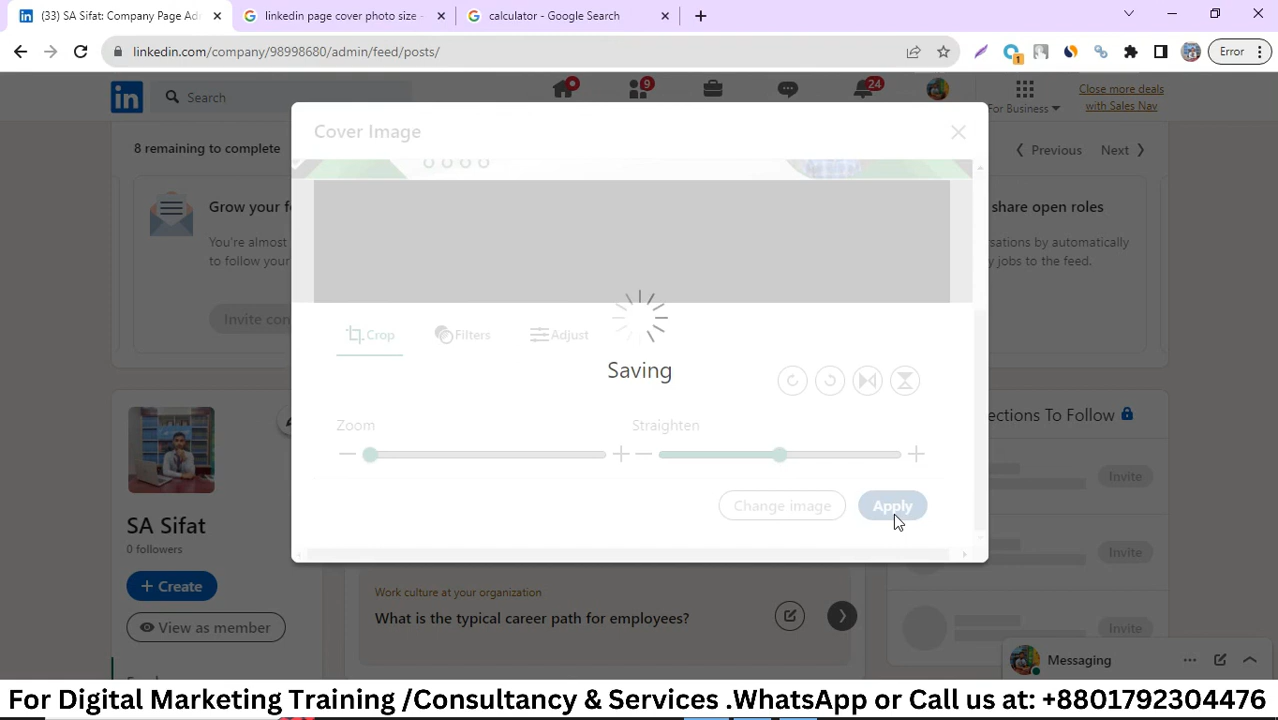 (33) SA Sifat: Company Page Ad
linkedin page cover photo size -
calculator - Google Search
linkedin.com/company/98998680/admin/feed/posts/
1
Error
in
Search
9
24
For Business
Close more deals
with Sales Nav
Cover Image
8 remaining to complete
Previous
Next
Grow your f
You're almost
to follow your
Invite con
share open roles
sations by automatically
y jobs to the feed.
Crop
Filters
Adjust
Saving
Zoom
Straighten
Change image
Apply
SA Sifat
0 followers
+ Create
View as member
ections To Follow
Invite
Invite
Invite
Work culture at your organization
What is the typical career path for employees?
Messaging
For Digital Marketing Training /Consultancy & Services .WhatsApp or Call us at: +8801792304476